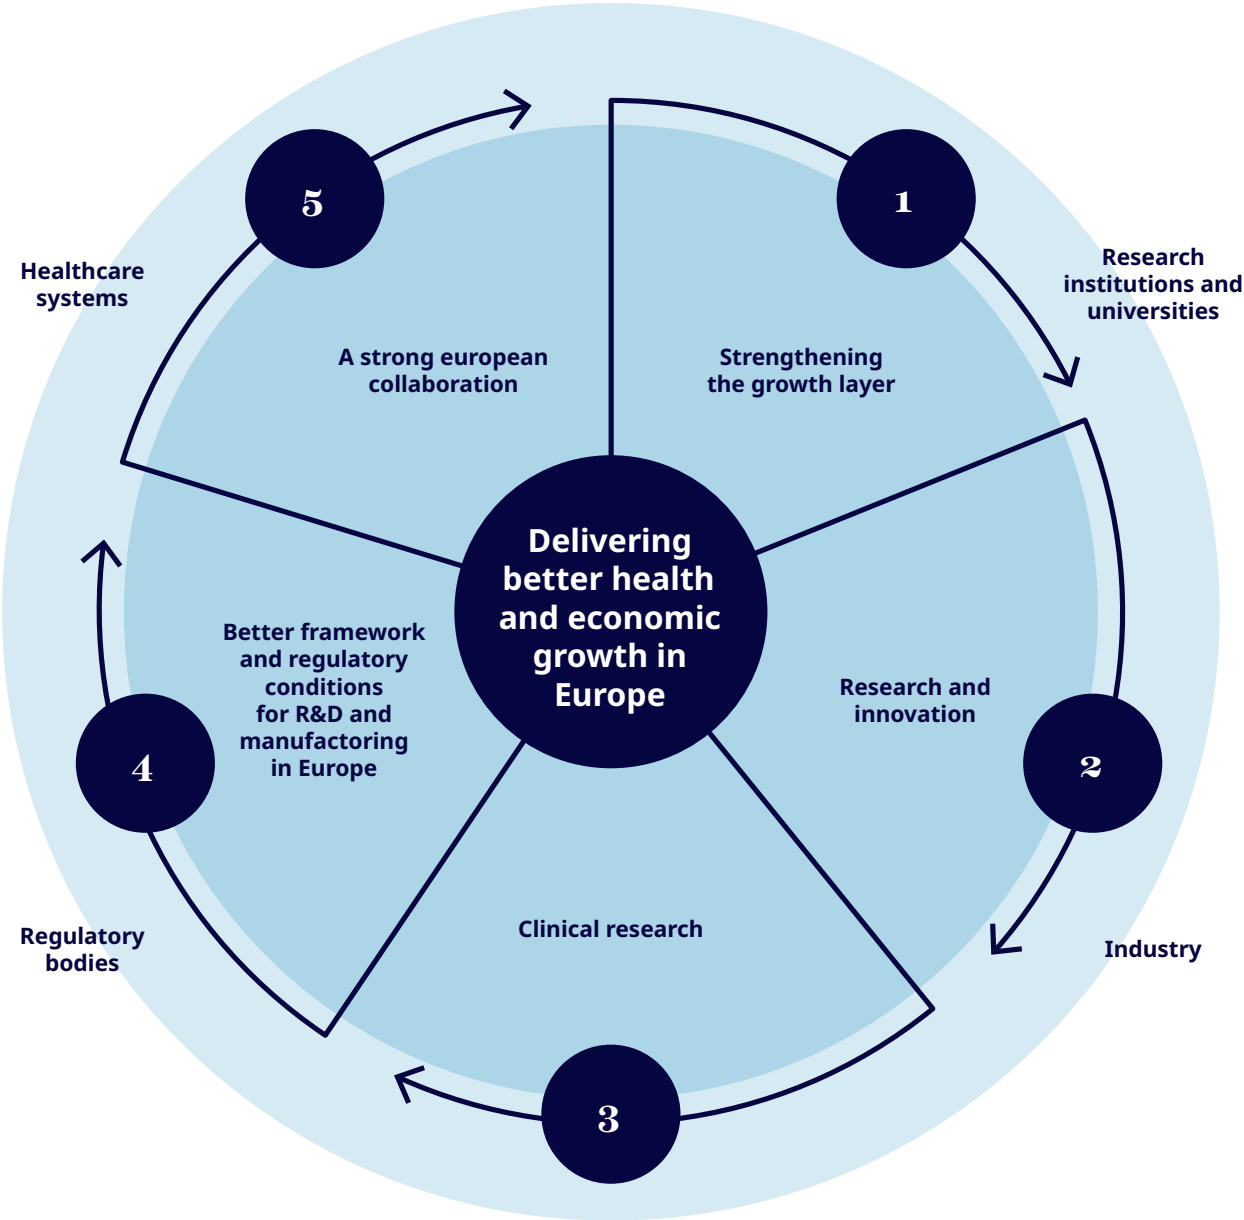 5
1
Healthcare
systems
Research
institutions and
universities
A strong european
collaboration
Strengthening
the growth layer
Delivering
better health
and economic
growth in
Europe
Better framework
and regulatory
conditions
for R&D and
manufactoring
in Europe
Research and
innovation
4
2
Clinical research
Regulatory
bodies
Industry
3